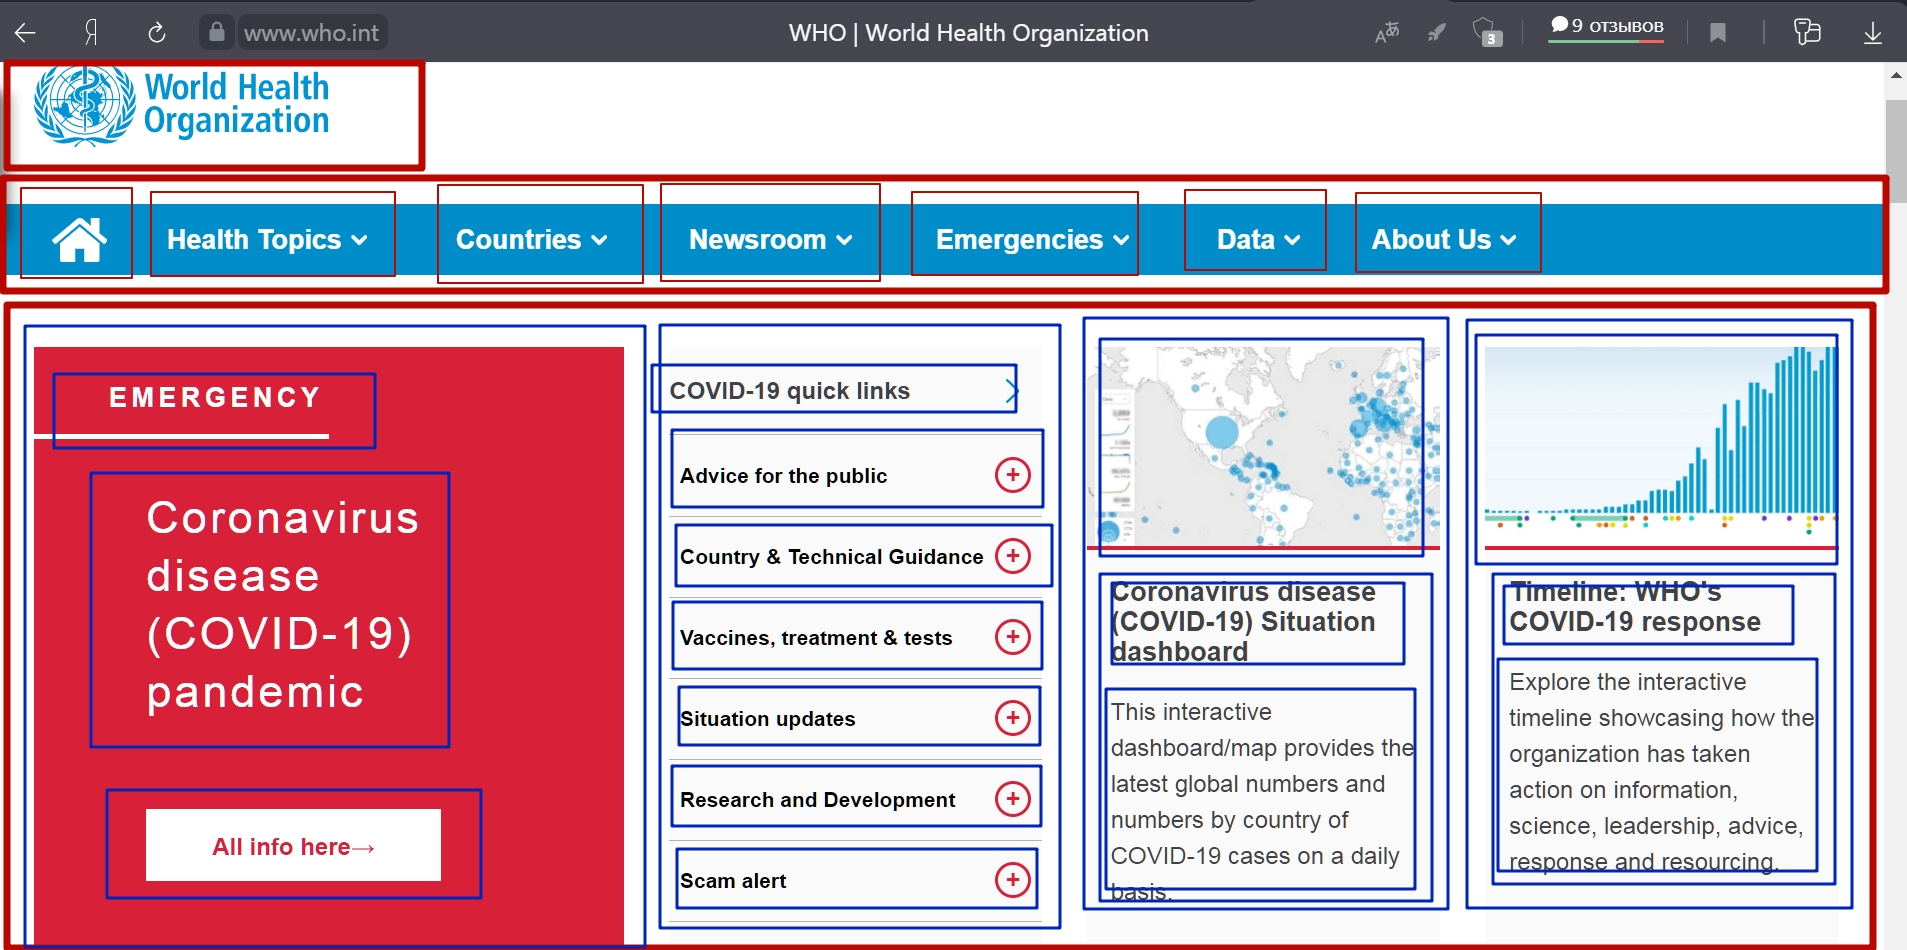 www.who.int
WHO | World Health Organization
3
9 отзывов
World Health
Organization
Health Topics
Countries
Newsroom
Emergencies
Data
About Us
EMERGENCY
Coronavirus
disease
(COVID-19)
pandemic
All info here→
COVID-19 quick links
Advice for the public
Country & Technical Guidance
Vaccines, treatment & tests
Situation updates
Research and Development
Scam alert
Coronavirus disease
(COVID-19) Situation
dashboard
This interactive
dashboard/map provides the
latest global numbers and
numbers by country of
COVID-19 cases on a daily
basis.
Timeline: WHO's
COVID-19 response
Explore the interactive
timeline showcasing how the
organization has taken
action on information,
science, leadership, advice,
response and resourcing.